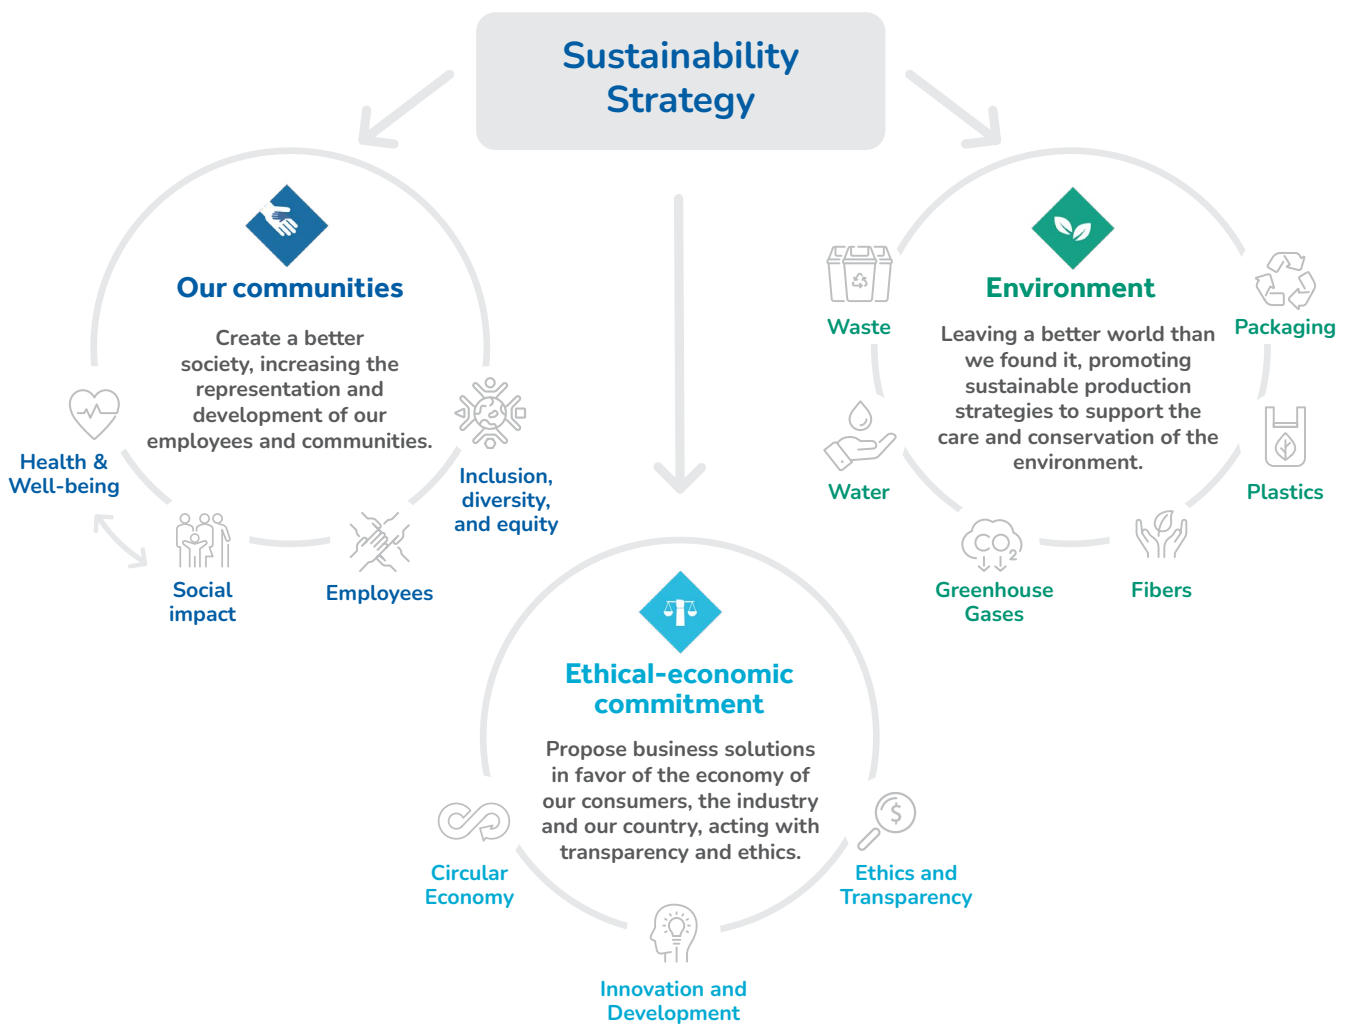 Sustainability
Strategy
Our communities
Create a better
society, increasing the
representation and
development of our
employees and communities.
Health &
Well-being
Social
impact
Employees
Inclusion,
diversity,
and equity
Environment
Leaving a better world than
we found it, promoting
sustainable production
strategies to support the
care and conservation of the
environment.
Waste
Water
CO2
Greenhouse
Gases
Fibers
Plastics
Packaging
Ethical-economic
commitment
Propose business solutions
in favor of the economy of
our consumers, the industry
and our country, acting with
transparency and ethics.
Circular
Economy
Innovation and
Development
$
Ethics and
Transparency